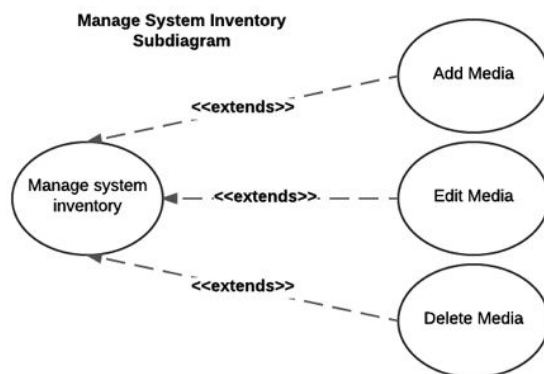 Manage System Inventory
Subdiagram
Add Media
<<extends>>
Manage system
inventory
<<extends>>
Edit Media
<<extends>>
Delete Media